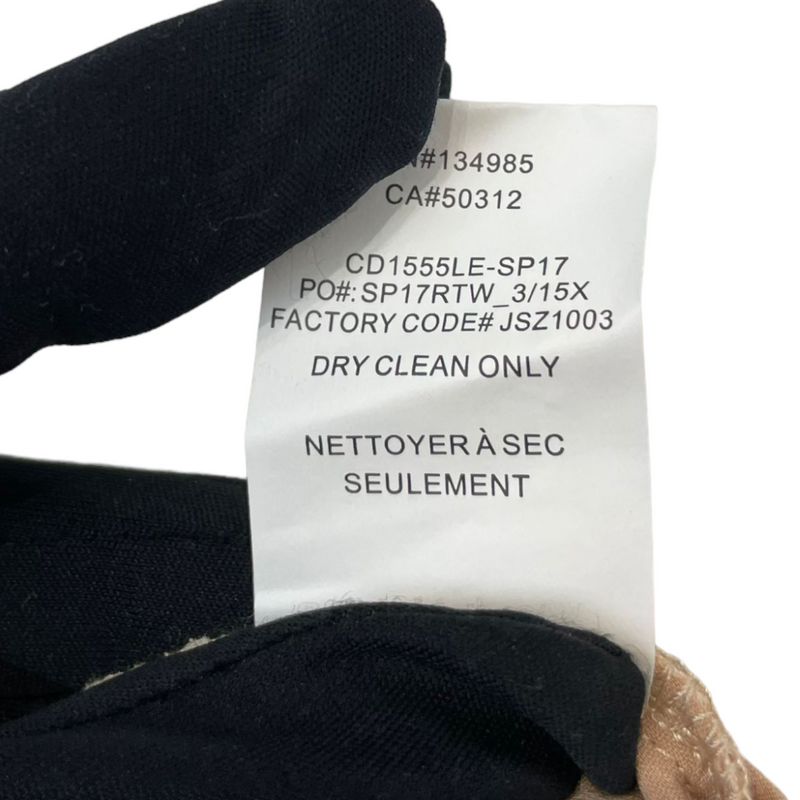 #134985
CA#50312
CD1555LE-SP17
PO#: SP17RTW_3/15X
FACTORY CODE# JSZ1003
DRY CLEAN ONLY
NETTOYER À SEC
SEULEMENT